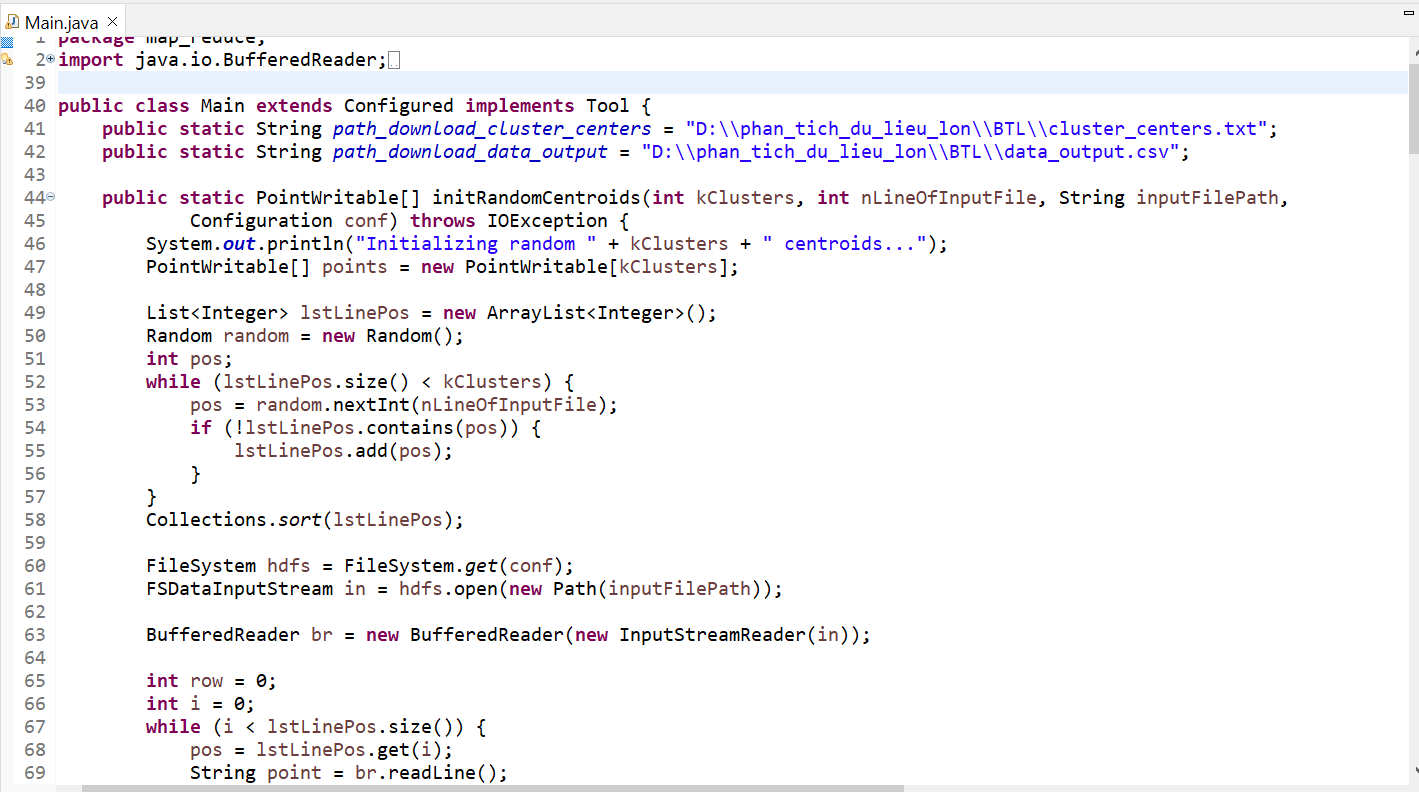 Main.java
1 package map_reduce;
2 import java.io.BufferedReader;
39
40 public class Main extends Configured implements Tool {
41     public static String path_download_cluster_centers = "D:\\phan_tich_du_lieu_lon\\BTL\\cluster_centers.txt";
42     public static String path_download_data_output = "D:\\phan_tich_du_lieu_lon\\BTL\\data_output.csv";
43
44     public static PointWritable[] initRandomCentroids(int kClusters, int nLineOfInputFile, String inputFilePath,
45             Configuration conf) throws IOException {
46         System.out.println("Initializing random " + kClusters + " centroids...");
47         PointWritable[] points = new PointWritable[kClusters];
48
49         List<Integer> lstLinePos = new ArrayList<Integer>();
50         Random random = new Random();
51         int pos;
52         while (lstLinePos.size() < kClusters) {
53             pos = random.nextInt(nLineOfInputFile);
54             if (!lstLinePos.contains(pos)) {
55                 lstLinePos.add(pos);
56             }
57         }
58         Collections.sort(lstLinePos);
59
60         FileSystem hdfs = FileSystem.get(conf);
61         FSDataInputStream in = hdfs.open(new Path(inputFilePath));
62
63         BufferedReader br = new BufferedReader(new InputStreamReader(in));
64
65         int row = 0;
66         int i = 0;
67         while (i < lstLinePos.size()) {
68             pos = lstLinePos.get(i);
69             String point = br.readLine();